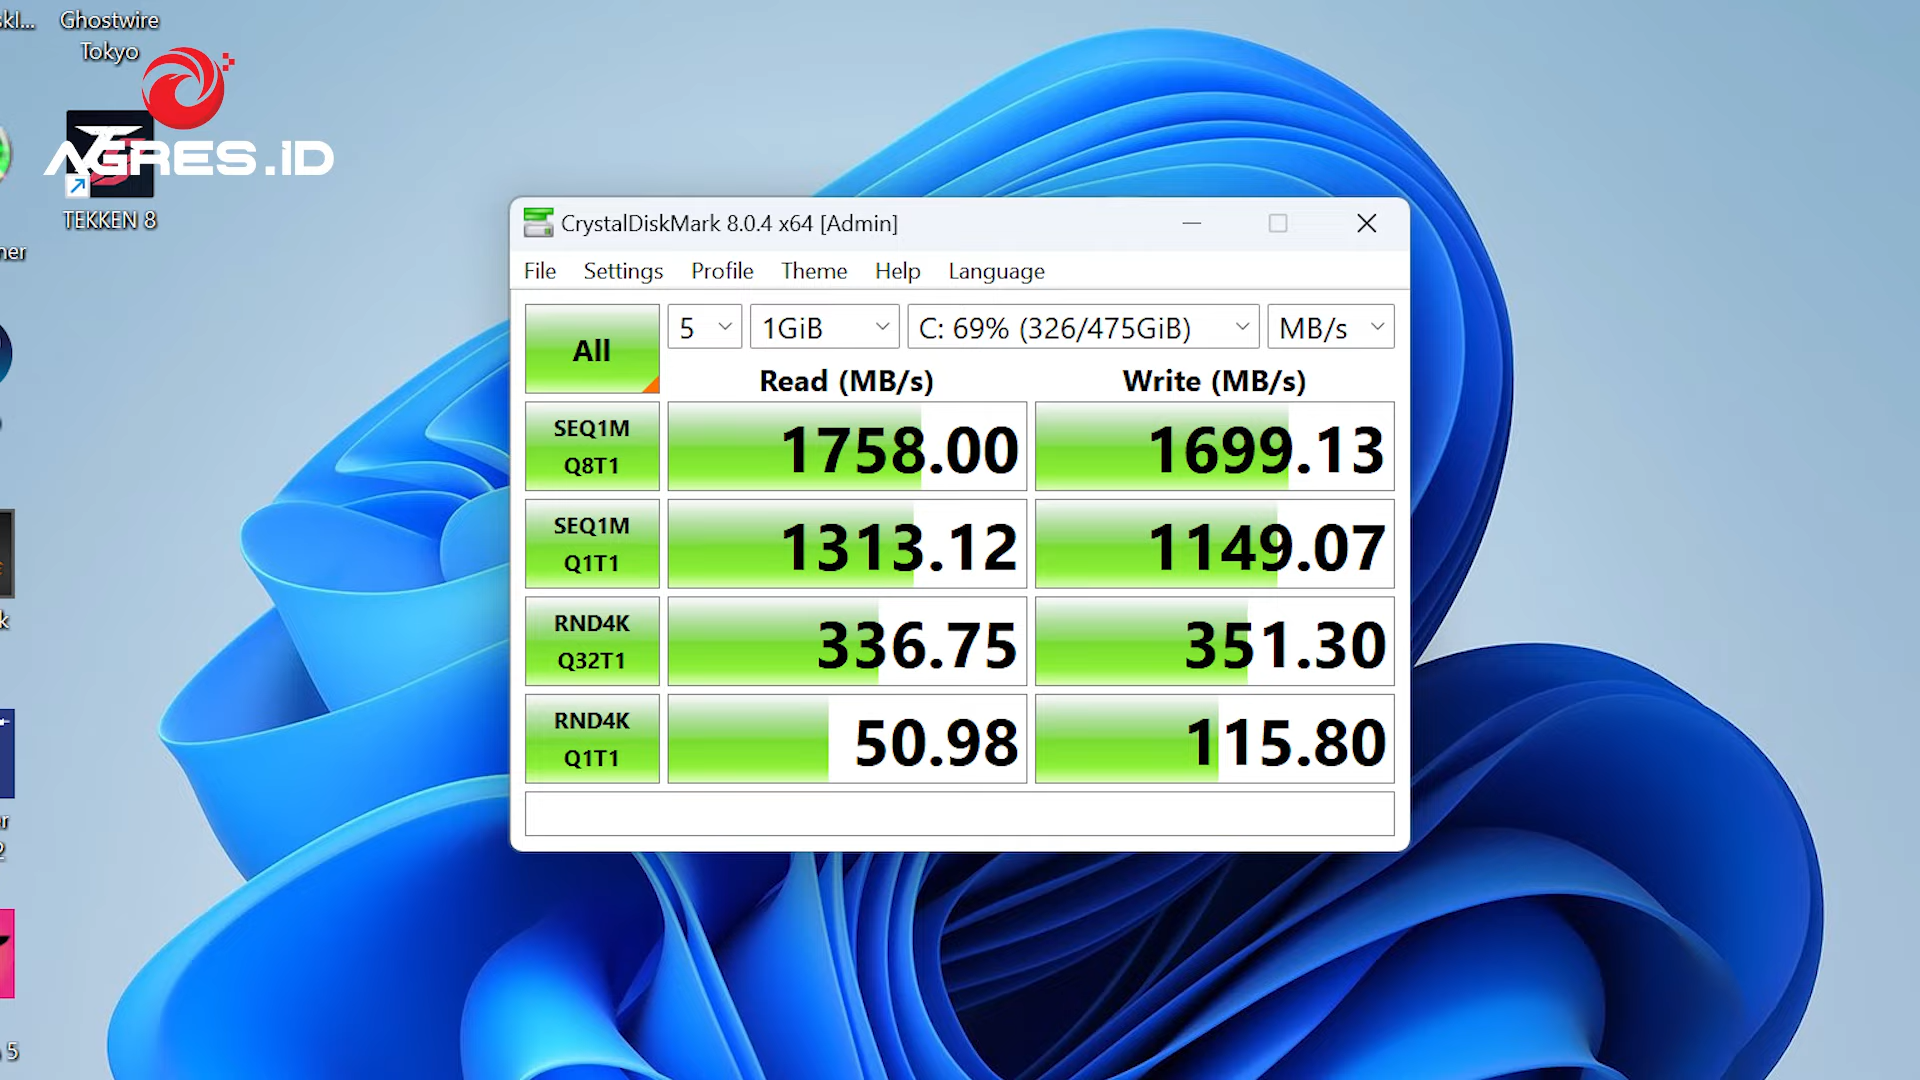 Ghostwire
Tokyo
AGRES.ID
TEKKEN 8
CrystalDiskMark 8.0.4 x64 [Admin]
File Settings Profile Theme Help Language
All
5 1GiB C: 69% (326/475GiB) MB/s
Read (MB/s) Write (MB/s)
SEQ1M
Q8T1
1758.00 1699.13
SEQ1M
Q1T1
1313.12 1149.07
RND4K
Q32T1
336.75 351.30
RND4K
Q1T1
50.98 115.80
5